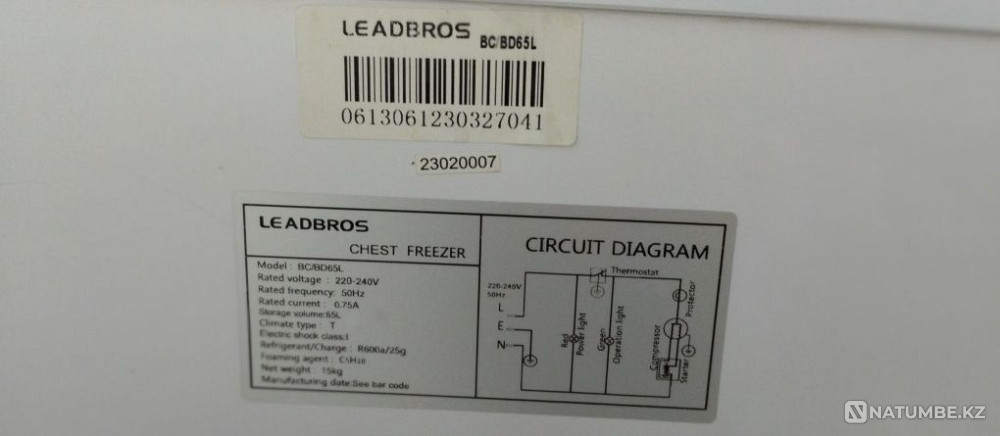 LEADBROS BC/BD65L
0613061230327041
23020007
LEADBROS
CHEST FREEZER
Model : BC/BD65L
Rated voltage : 220-240V
Rated frequency: 50Hz
Rated current : 0.75A
Storage volume:65L
Climate type : T
Electric shock class:I
Refrigerant/Charge : R600a/25g
Foaming agent : C5H10
Net weight : 15kg
Manufacturing date:See bar code
CIRCUIT DIAGRAM
220-240V
50Hz
L
E
N
Thermostat
Red
Power light
Green
Operation light
Compressor
Protector
Starter
NATUMBE.KZ